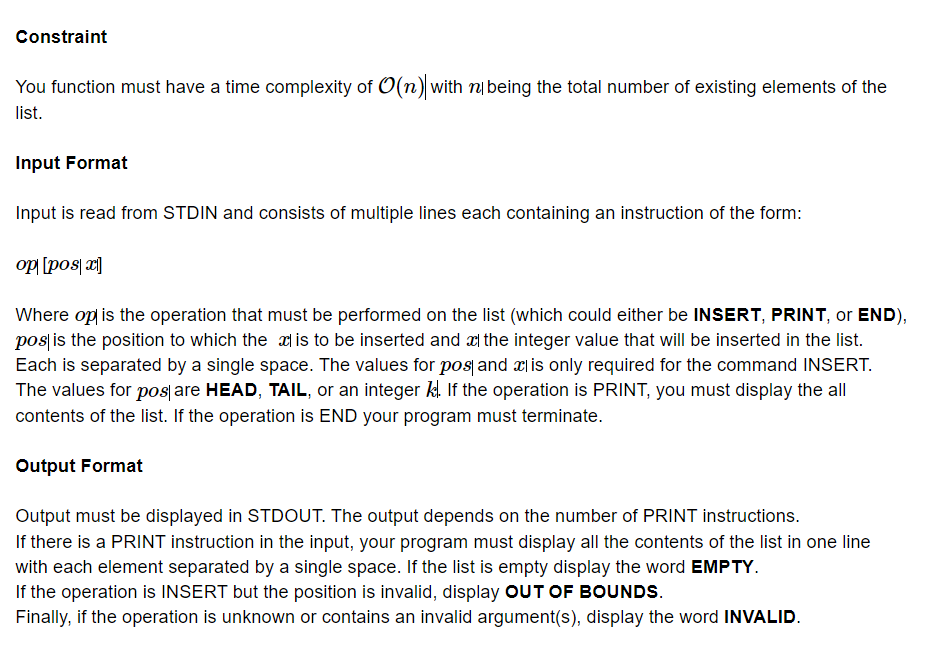 Constraint
You function must have a time complexity of O(n) with n being the total number of existing elements of the
list.
Input Format
Input is read from STDIN and consists of multiple lines each containing an instruction of the form:
op [pos x]
Where op is the operation that must be performed on the list (which could either be INSERT, PRINT, or END),
pos is the position to which the x is to be inserted and x the integer value that will be inserted in the list.
Each is separated by a single space. The values for pos and x is only required for the command INSERT.
The values for pos are HEAD, TAIL, or an integer k. If the operation is PRINT, you must display the all
contents of the list. If the operation is END your program must terminate.
Output Format
Output must be displayed in STDOUT. The output depends on the number of PRINT instructions.
If there is a PRINT instruction in the input, your program must display all the contents of the list in one line
with each element separated by a single space. If the list is empty display the word EMPTY.
If the operation is INSERT but the position is invalid, display OUT OF BOUNDS.
Finally, if the operation is unknown or contains an invalid argument(s), display the word INVALID.